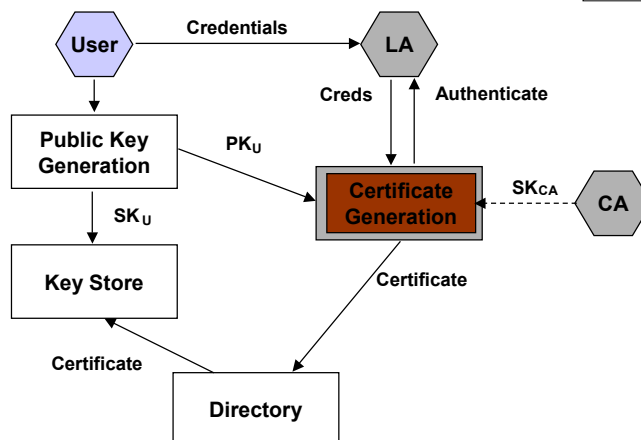 User
Credentials
LA
Creds
Authenticate
Public Key
Generation
PKU
Certificate
Generation
SKCA
CA
SKU
Key Store
Certificate
Certificate
Directory